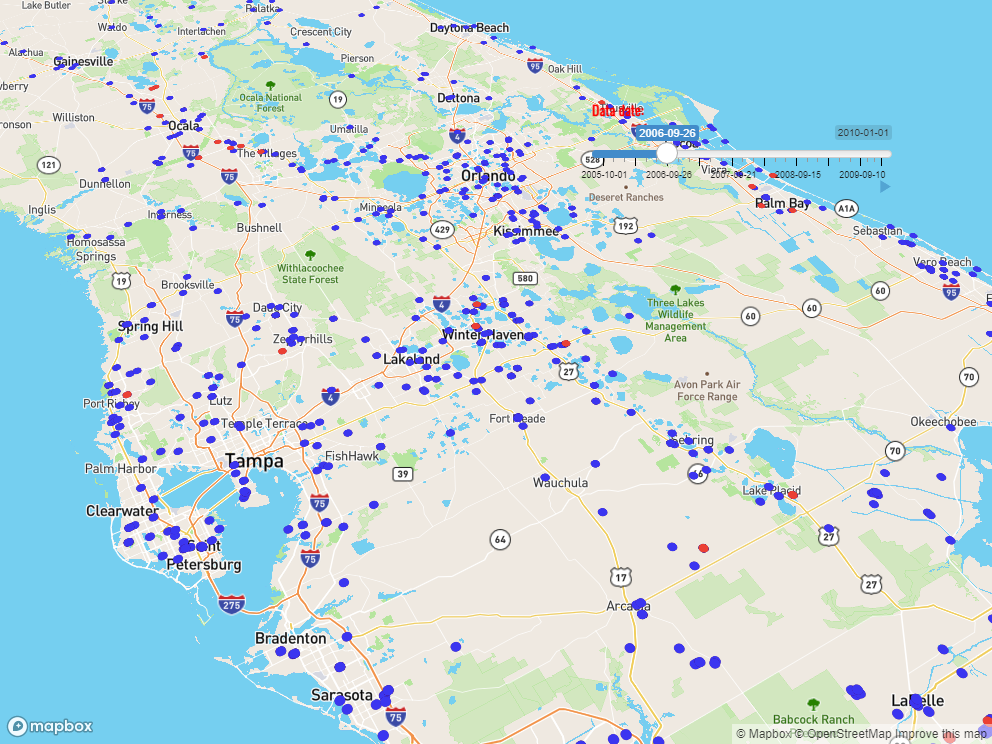 Lake Butler
Starke
Palatka
Waldo
Interlachen
Crescent City
Daytona Beach
Alachua
Gainesville
Pierson
95
Oak Hill
Ocala National
Forest
19
Deltona
75
Williston
Ocala
Umatilla
4
Data date:
2006-09-26
2010-01-01
121
75
The Villages
528
2005-10-01
2006-09-26
2008-09-15
2009-09-10
Viera
Dunnellon
75
Orlando
Deseret Ranches
Palm Bay
A1A
Inglis
Inverness
Minneola
Bushnell
429
Kissimmee
192
Sebastian
Homosassa
Springs
Withlacoochee
State Forest
580
Vero Beach
19
Brooksville
60
95
Three Lakes
Wildlife
Management
Area
Dade City
4
60
60
75
Spring Hill
Zephyrhills
Winter Haven
Lakeland
27
Avon Park Air
Force Range
70
Port Richey
Lutz
4
Temple Terrace
Fort Meade
Okeechobee
Sebring
70
Tampa
FishHawk
39
Palm Harbor
Wauchula
Lake Placid
Clearwater
75
64
27
Saint
Petersburg
75
17
27
275
Arcadia
Bradenton
Sarasota
75
LaBelle
Babcock Ranch
mapbox
© Mapbox © OpenStreetMap Improve this map